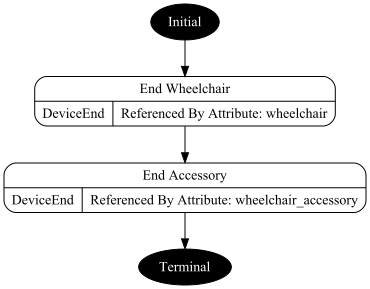 Initial
End Wheelchair
DeviceEnd Referenced By Attribute: wheelchair
End Accessory
DeviceEnd Referenced By Attribute: wheelchair_accessory
Terminal